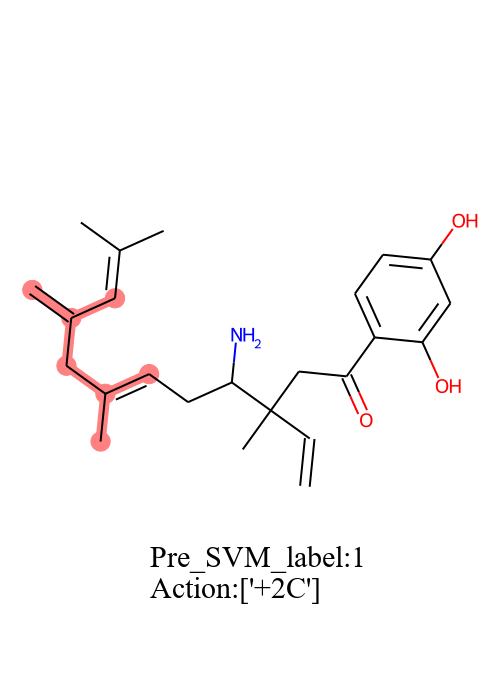 OH
NH2
OH
O
Pre_SVM_label:1
Action:['+2C']